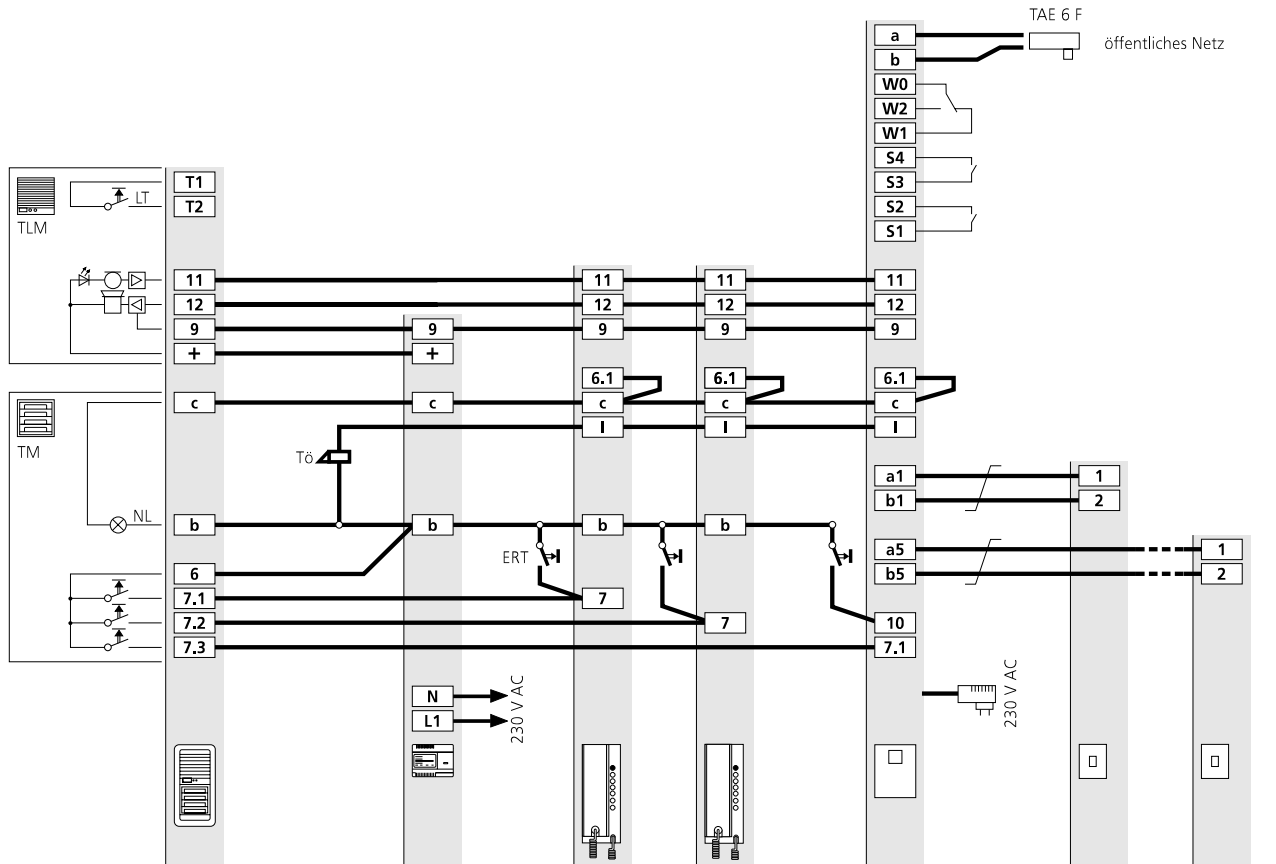 TAE 6 F
a
öffentliches Netz
b
W0
W2
W1
S4
T1
S3
LT
T2
S2
TLM
S1
11 11 11 11
12 12 12 12
9 9 9 9 9
+ +
6.1 6.1 6.1
c c c c c
TM
I I I
Tö
a1 1
b1 2
NL
b b b b
a5 1
ERT
6 b5 2
7.1 7
7.2 7 10
7.3 7.1
N
L1
230 V AC
230 V AC